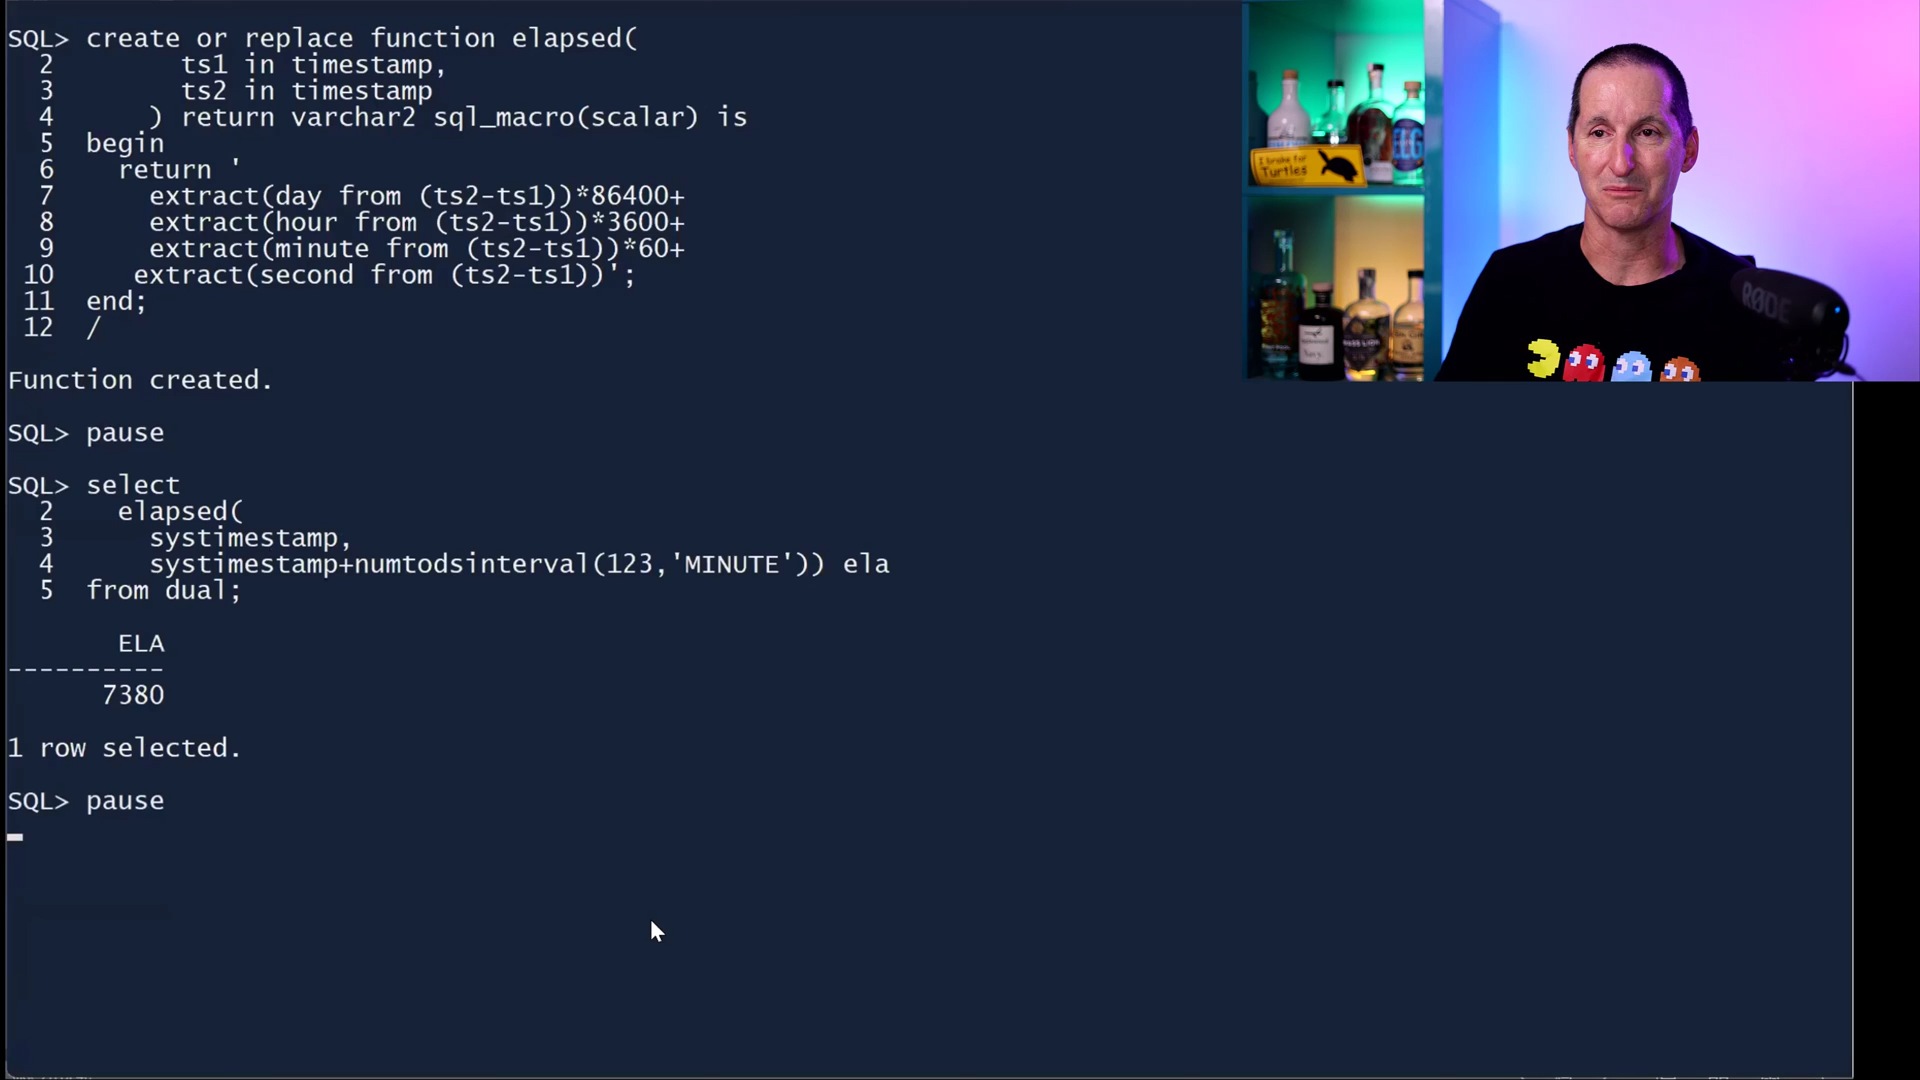 SQL> create or replace function elapsed(
  2          ts1 in timestamp,
  3          ts2 in timestamp
  4        ) return varchar2 sql_macro(scalar) is
  5    begin
  6      return '
  7        extract(day from (ts2-ts1))*86400+
  8        extract(hour from (ts2-ts1))*3600+
  9        extract(minute from (ts2-ts1))*60+
 10       extract(second from (ts2-ts1))';
 11    end;
 12    /
Function created.
SQL> pause
SQL> select
  2      elapsed(
  3        systimestamp,
  4        systimestamp+numtodsinterval(123,'MINUTE')) ela
  5    from dual;
       ELA
----------
      7380
1 row selected.
SQL> pause
I brake for
Turtles
RØDE